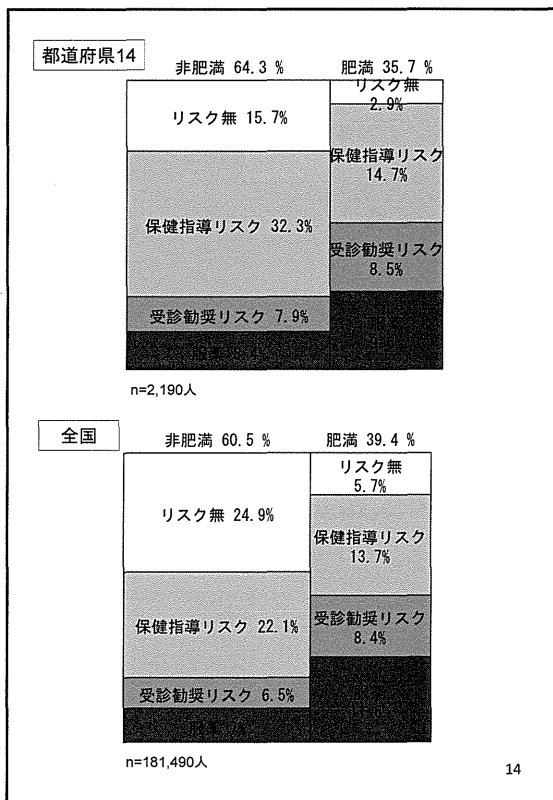 都道府県14
非肥満 64.3 %
肥満 35.7 %
リスク無 15.7%
リスク無
2.9%
保健指導リスク 32.3%
保健指導リスク
14.7%
受診勧奨リスク 7.9%
受診勧奨リスク
8.5%
服薬
n=2,190人
全国
非肥満 60.5 %
肥満 39.4 %
リスク無 24.9%
リスク無
5.7%
保健指導リスク 22.1%
保健指導リスク
13.7%
受診勧奨リスク 6.5%
受診勧奨リスク
8.4%
服薬
n=181,490人
14